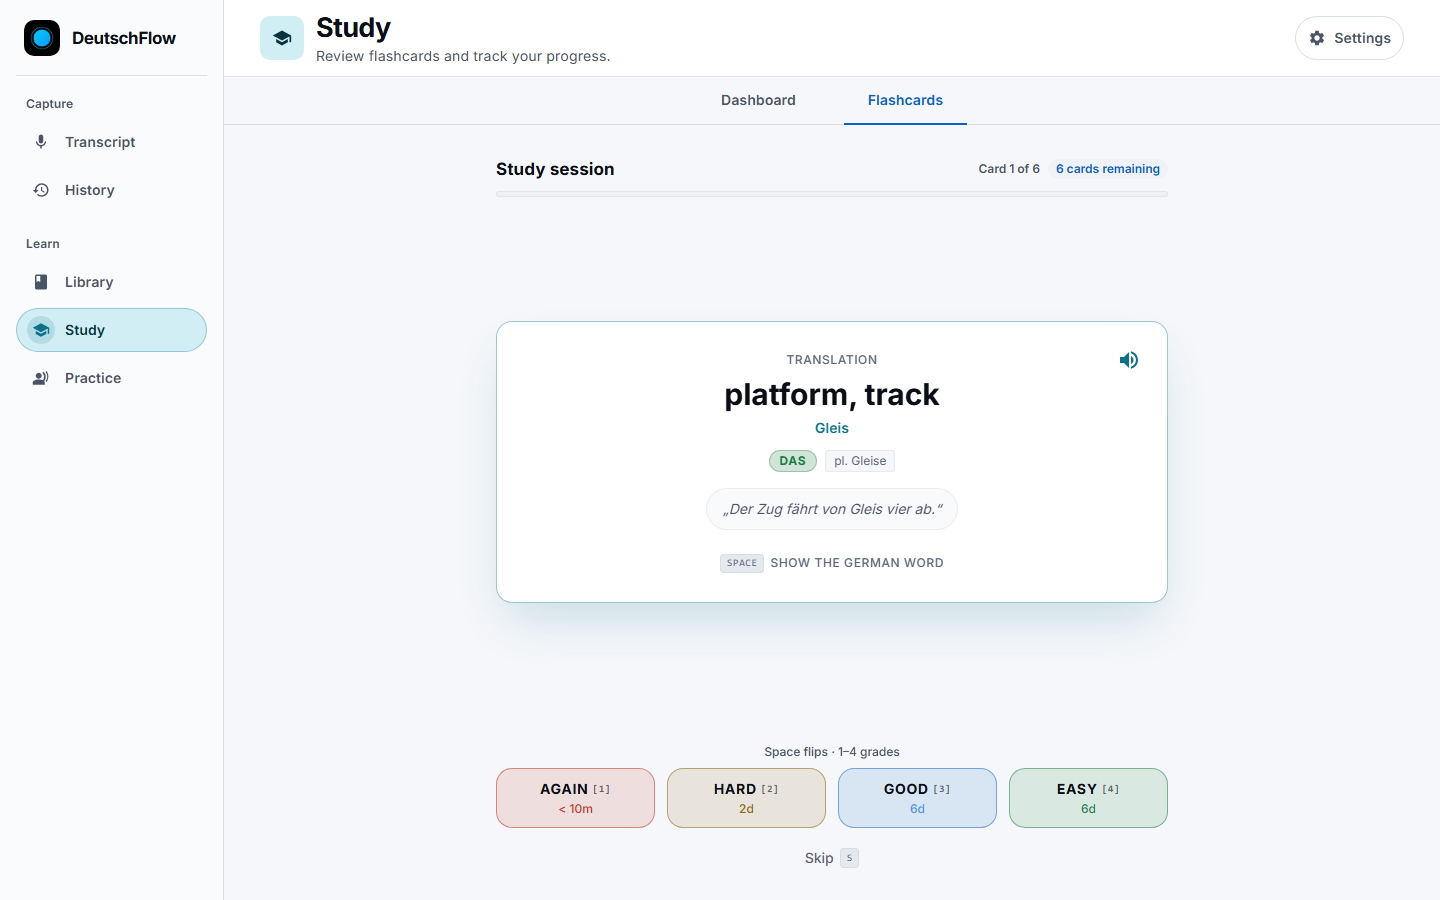 DeutschFlow
Capture
Transcript
History
Learn
Library
Study
Practice
Study
Review flashcards and track your progress.
Settings
Dashboard
Flashcards
Study session
Card 1 of 6
6 cards remaining
TRANSLATION
platform, track
Gleis
DAS
pl. Gleise
„Der Zug fährt von Gleis vier ab.“
SPACE SHOW THE GERMAN WORD
Space flips · 1–4 grades
AGAIN [1]
< 10m
HARD [2]
2d
GOOD [3]
6d
EASY [4]
6d
Skip S